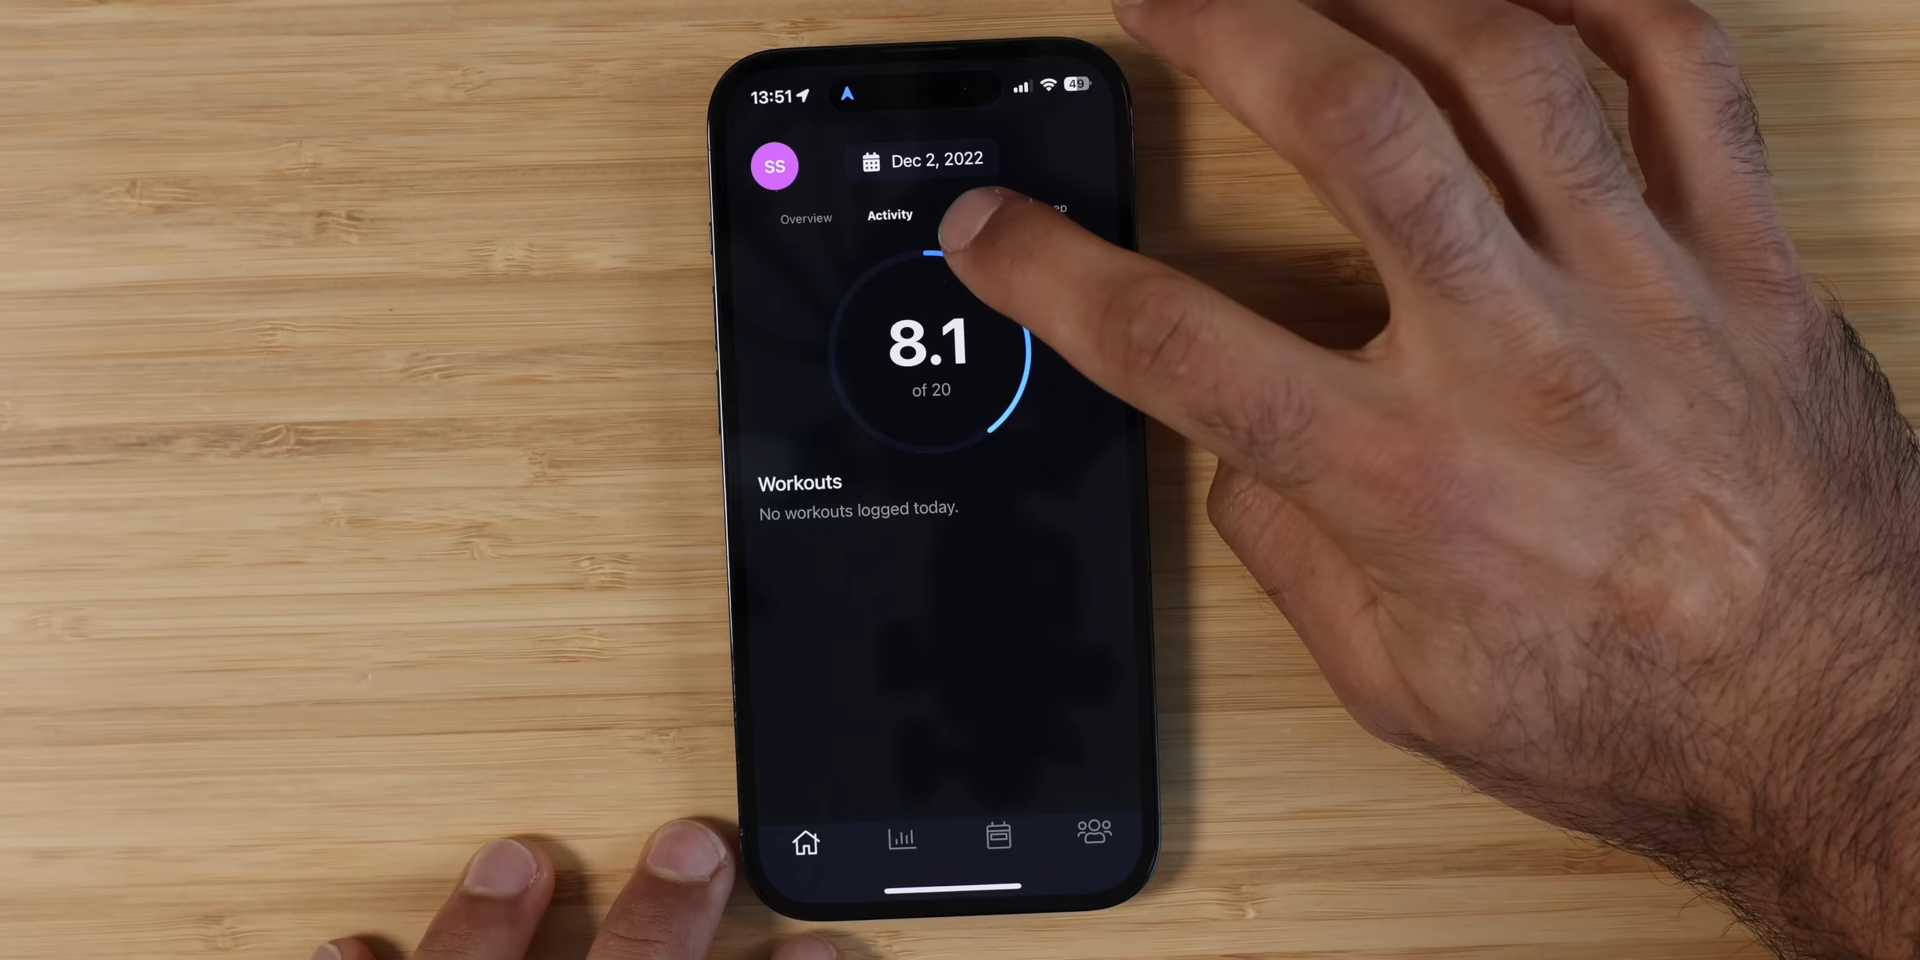 13:51
49
SS
Dec 2, 2022
Overview
Activity
8.1
of 20
Workouts
No workouts logged today.